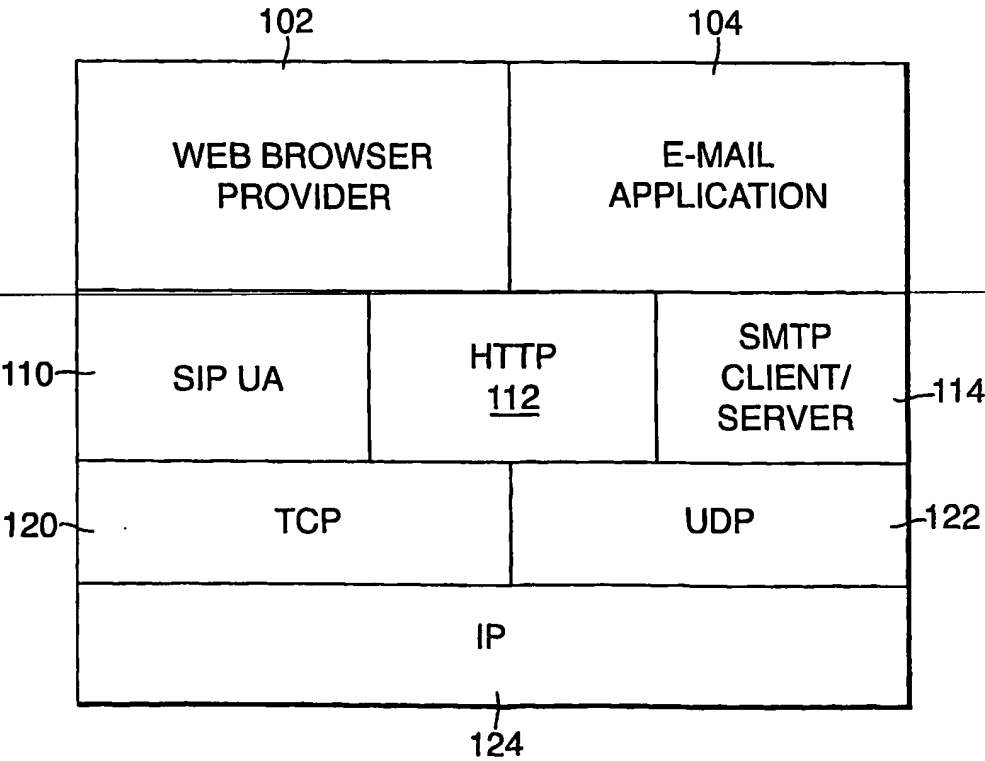 102
104
WEB BROWSER
PROVIDER
E-MAIL
APPLICATION
110
SIP UA
HTTP
112
SMTP
CLIENT/
SERVER
114
120
TCP
UDP
122
IP
124